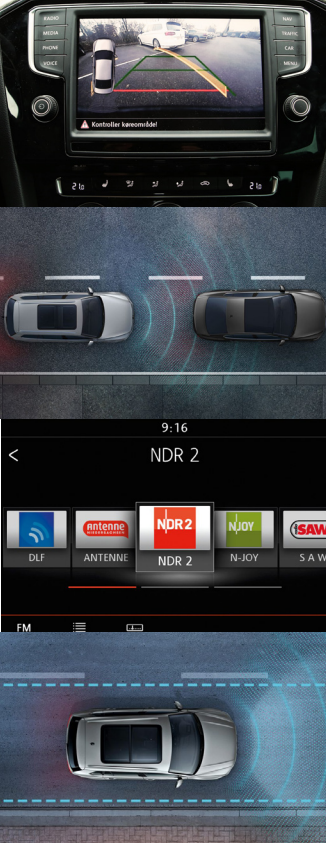 RADIO
MEDIA
PHONE
VOICE
NAV
TRAFFIC
CAR
MENU
Kontroller køreområde!
9:16
< NDR 2
Antenne
NDR 2
N-JOY
SAW
DLF
ANTENNE
NDR 2
N-JOY
S A W
FM